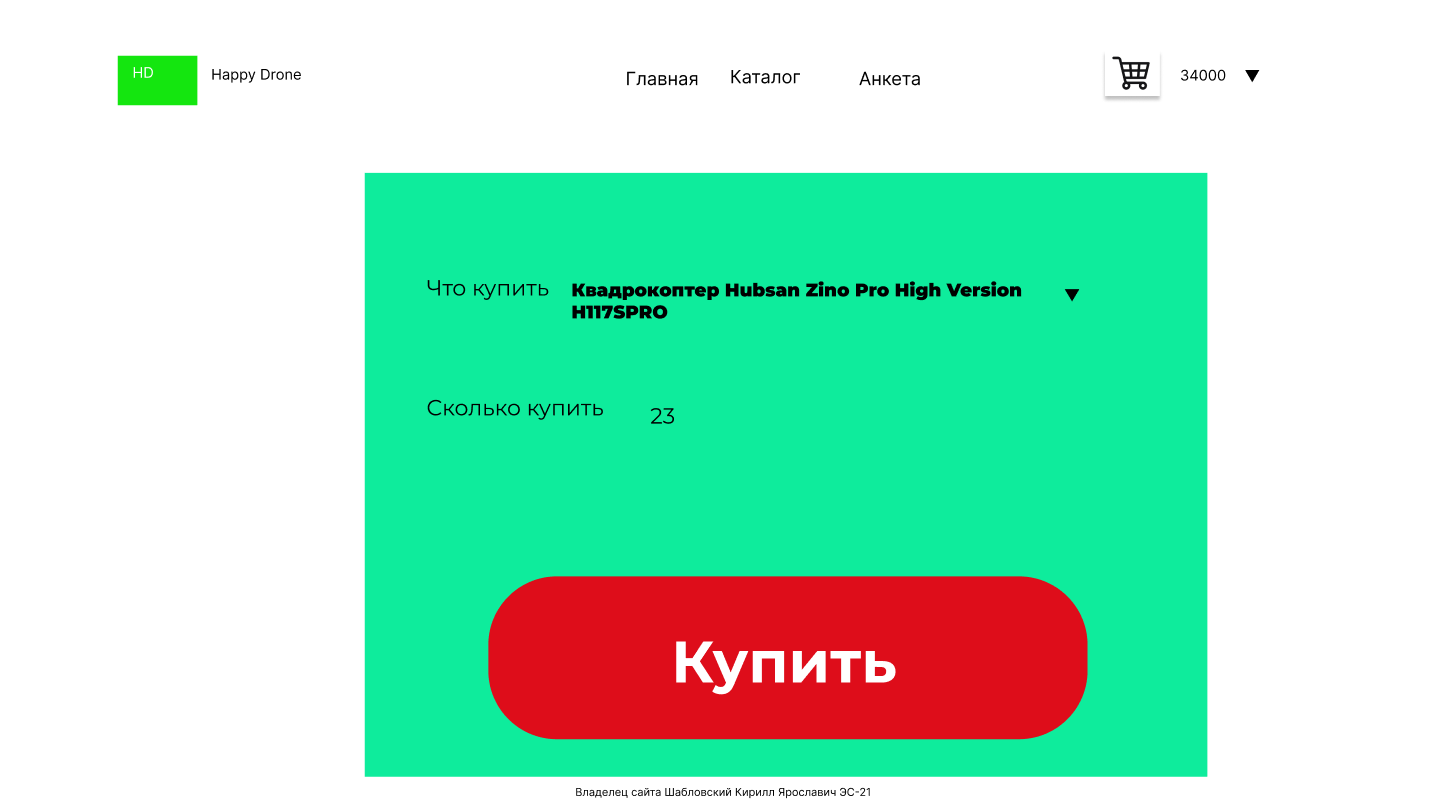 HD
Happy Drone
Главная
Каталог
Анкета
34000
Что купить
Квадрокоптер Hubsan Zino Pro High Version
H117SPRO
Сколько купить
23
Купить
Владелец сайта Шабловский Кирилл Ярославич ЭС-21